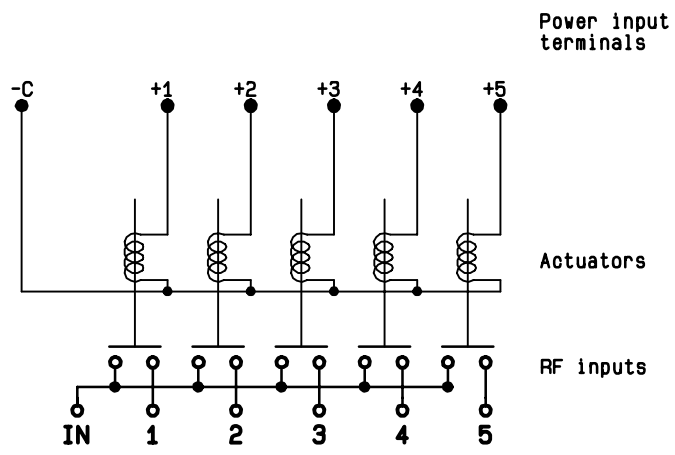 Power input
terminals
-C +1 +2 +3 +4 +5
Actuators
RF inputs
IN 1 2 3 4 5